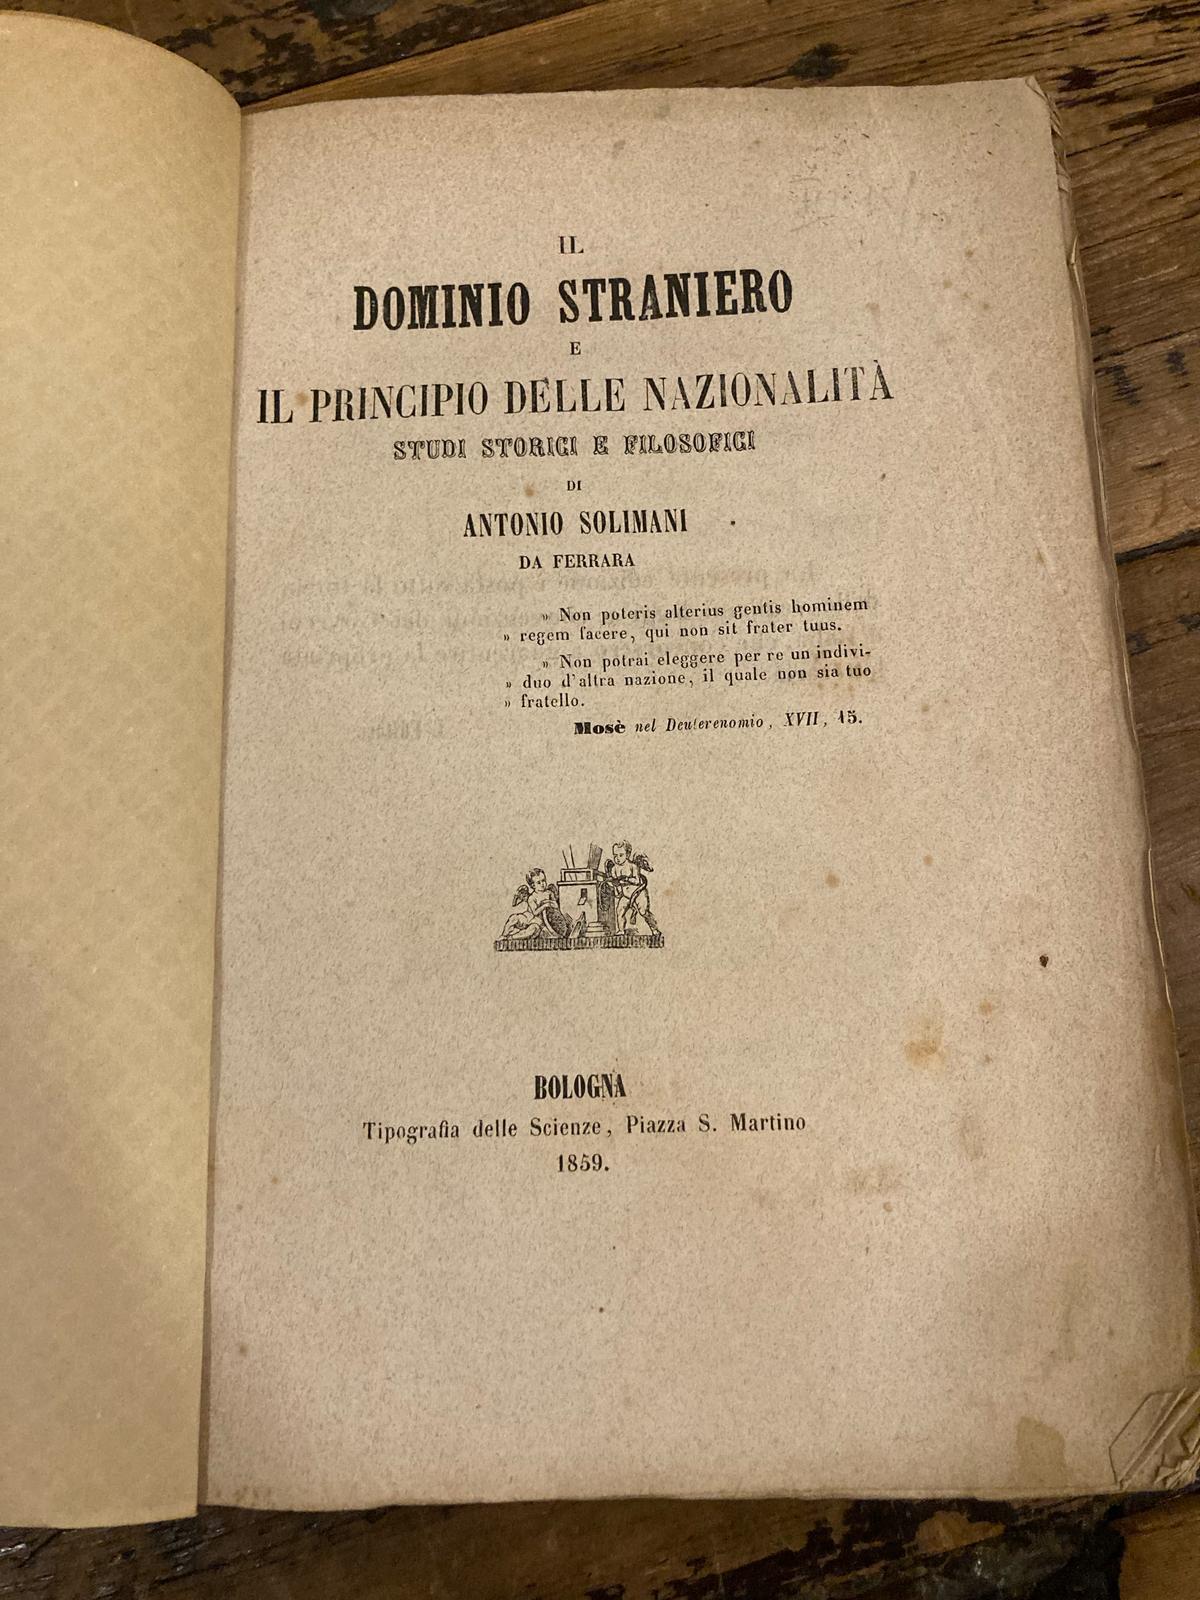 IL
DOMINIO STRANIERO
E
IL PRINCIPIO DELLE NAZIONALITÀ
STUDI STORICI E FILOSOFICI
DI
ANTONIO SOLIMANI
DA FERRARA
» Non poteris alterius gentis hominem
» regem facere, qui non sit frater tuus.
» Non potrai eleggere per re un indivi-
» duo d'altra nazione, il quale non sia tuo
» fratello.
Mosè nel Deuterenomio, XVII, 15.
BOLOGNA
Tipografia delle Scienze, Piazza S. Martino
1859.